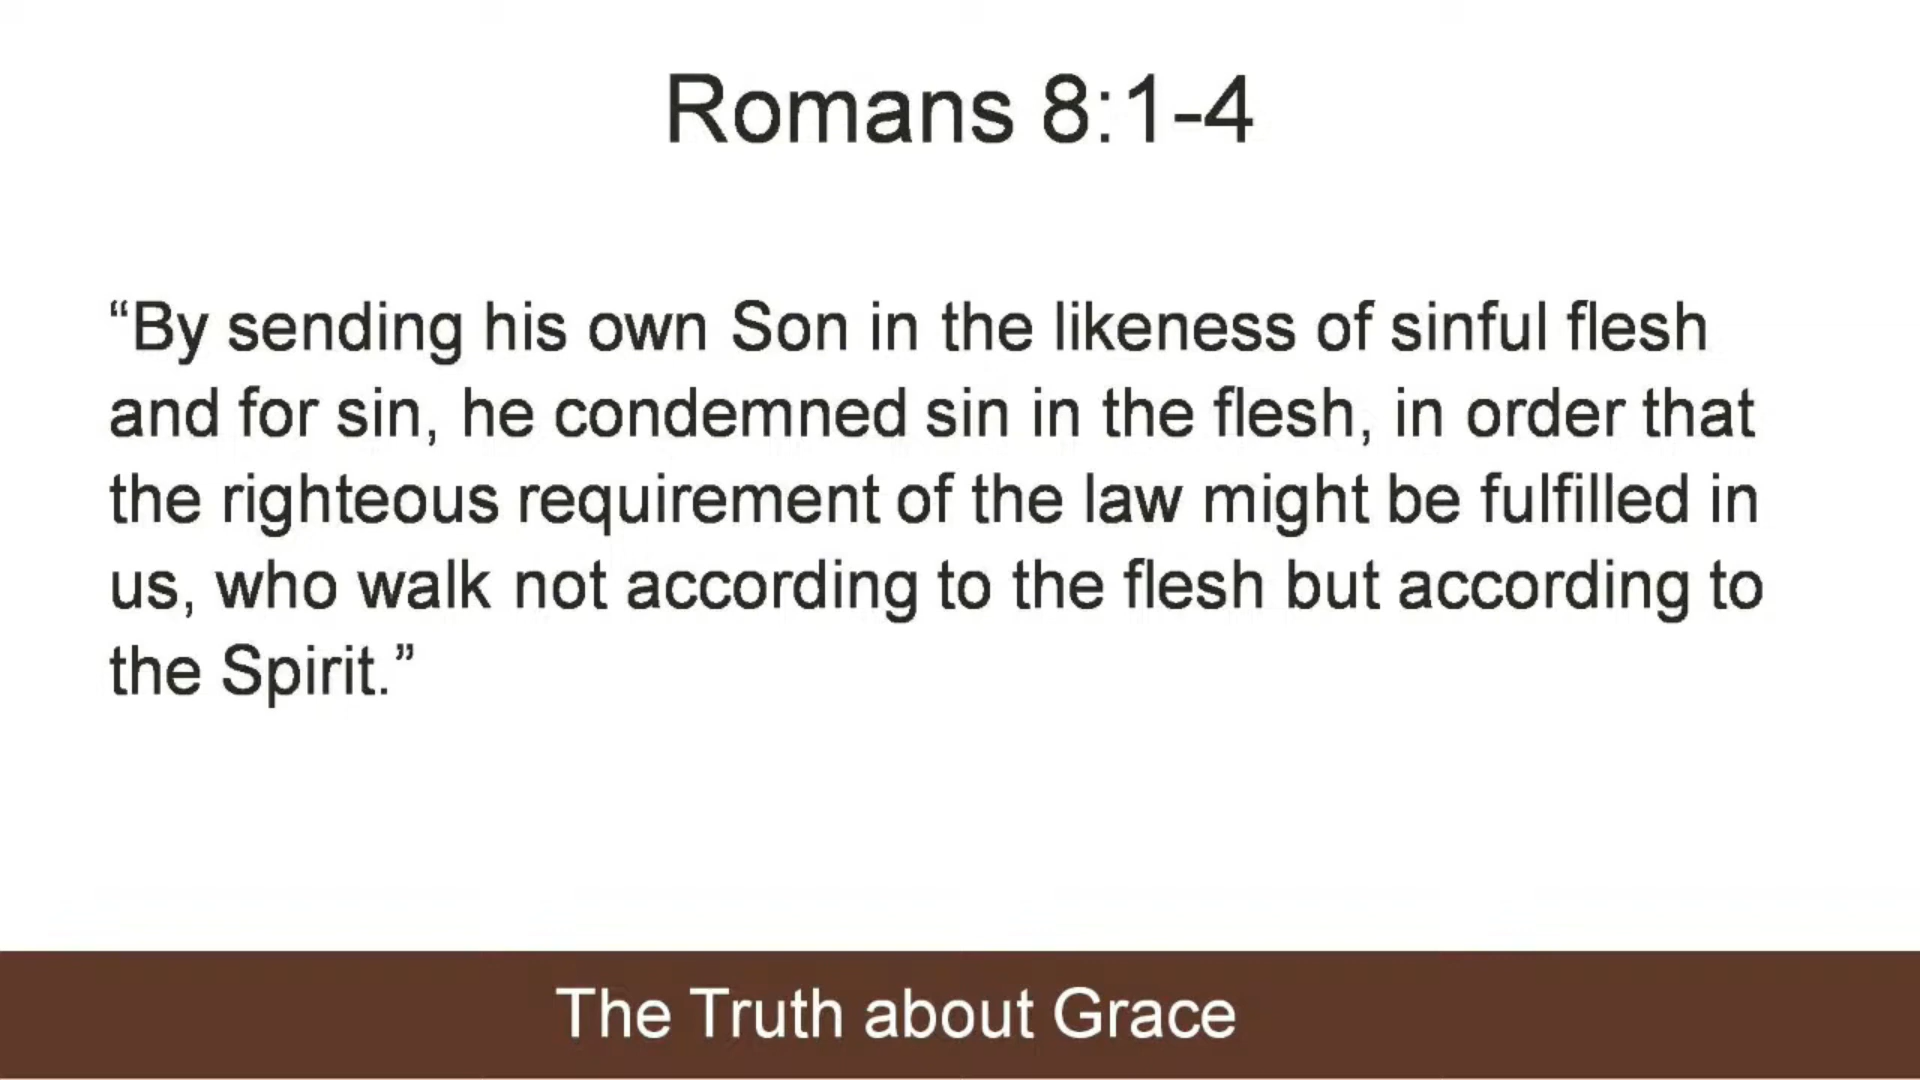 Romans 8:1-4
“By sending his own Son in the likeness of sinful flesh
and for sin, he condemned sin in the flesh, in order that
the righteous requirement of the law might be fulfilled in
us, who walk not according to the flesh but according to
the Spirit.”
The Truth about Grace